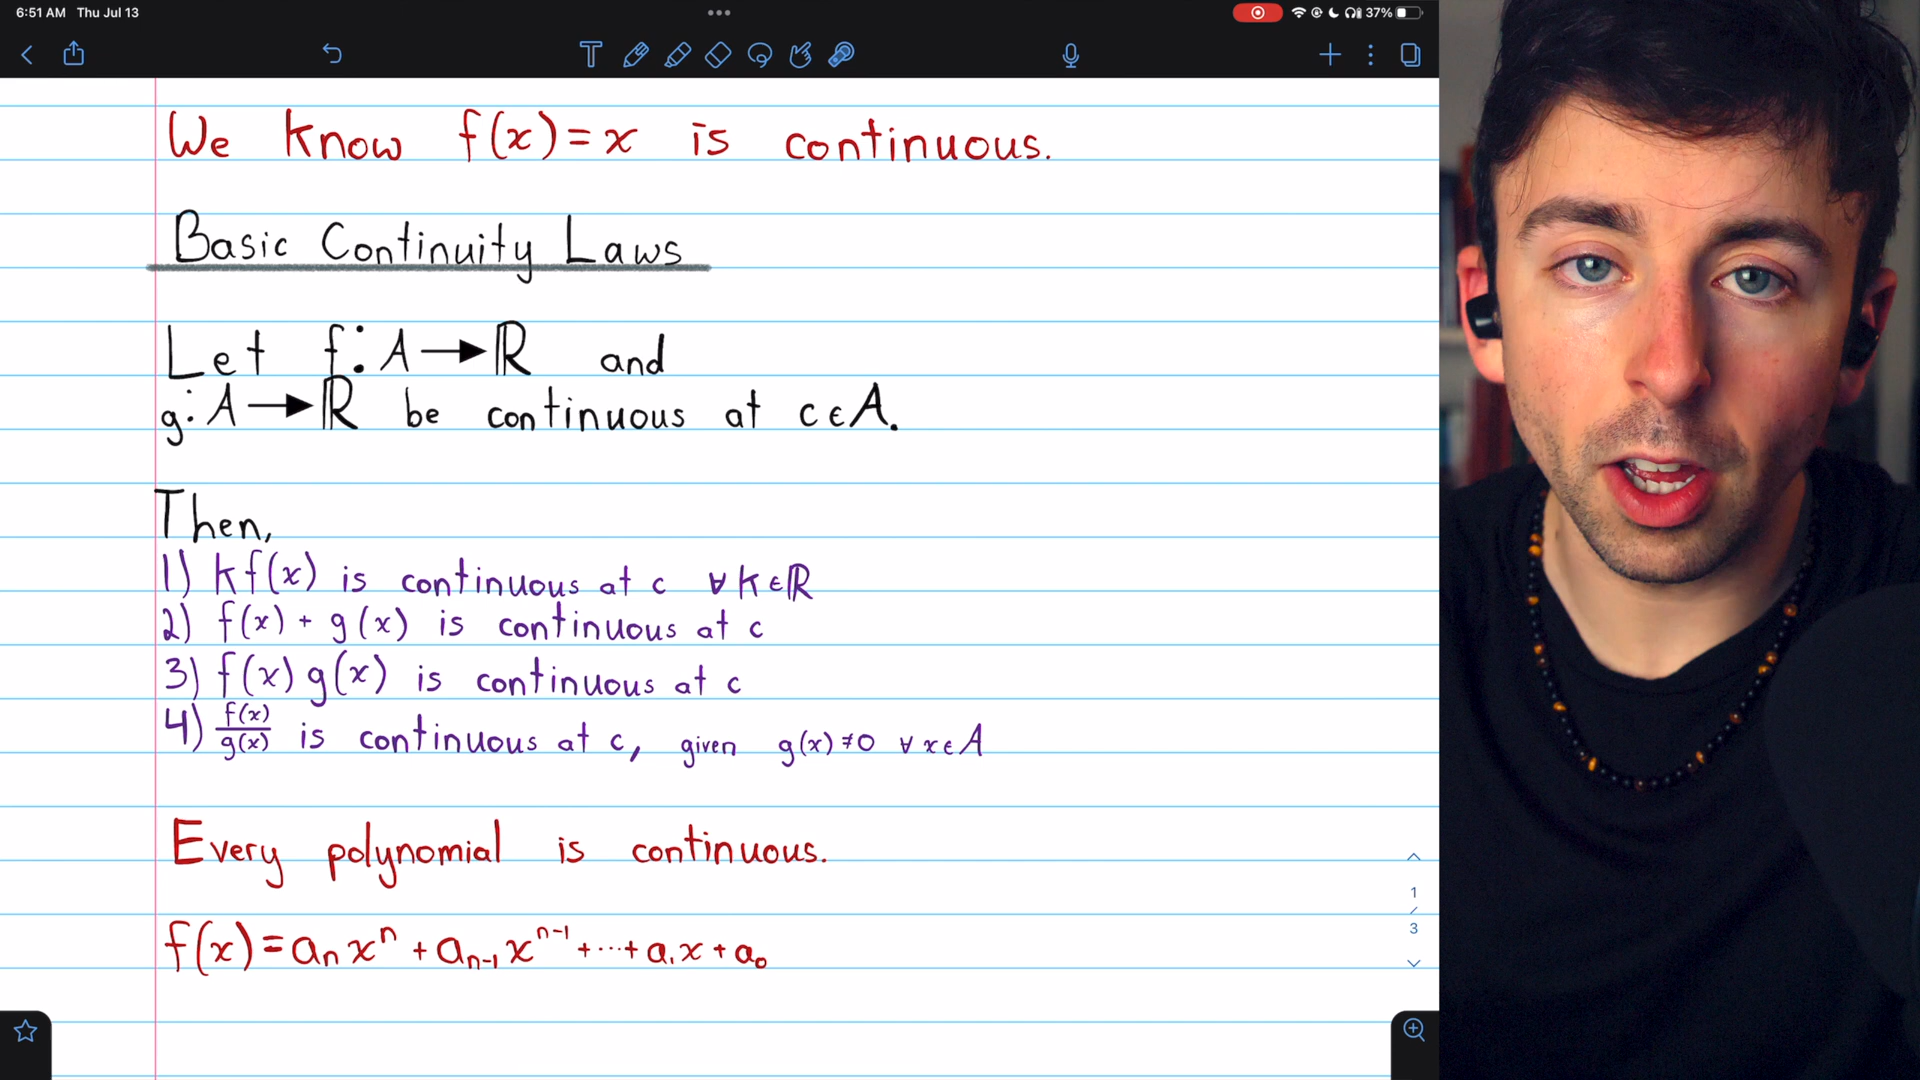 6:51 AM Thu Jul 13
37%
We know f(x)=x is continuous.
Basic Continuity Laws
Let f:A→ℝ and
g:A→ℝ be continuous at c∈A.
Then,
1) kf(x) is continuous at c ∀k∈ℝ
2) f(x)+g(x) is continuous at c
3) f(x)g(x) is continuous at c
4) f(x)/g(x) is continuous at c, given g(x)≠0 ∀x∈A
Every polynomial is continuous.
f(x)=aₙxⁿ+aₙ₋₁xⁿ⁻¹+⋯+a₁x+a₀
1
/
3